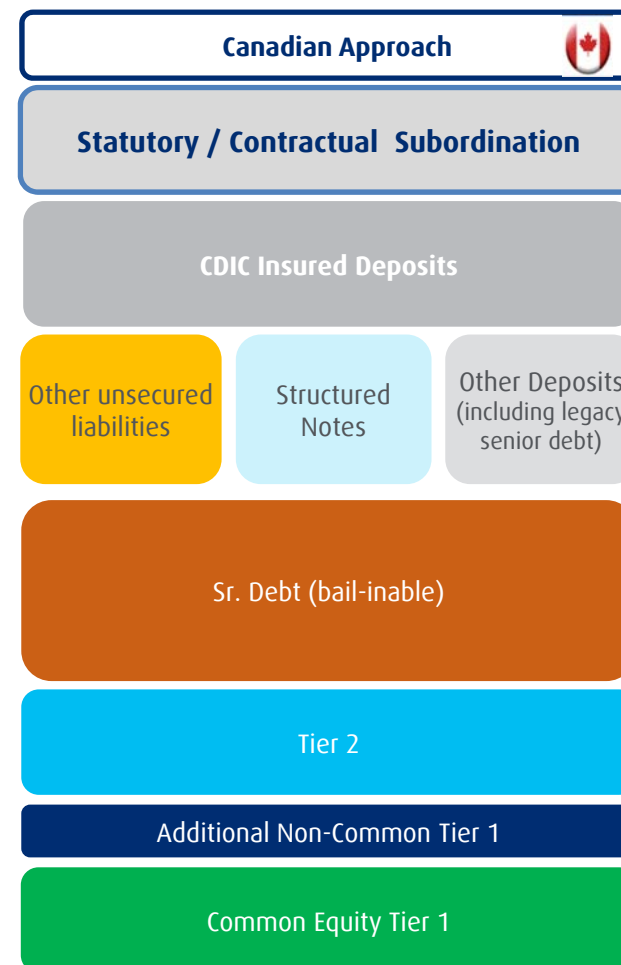 Canadian Approach
Statutory / Contractual Subordination
CDIC Insured Deposits
Other unsecured
liabilities
Structured
Notes
Other Deposits
(including legacy
senior debt)
Sr. Debt (bail-inable)
Tier 2
Additional Non-Common Tier 1
Common Equity Tier 1